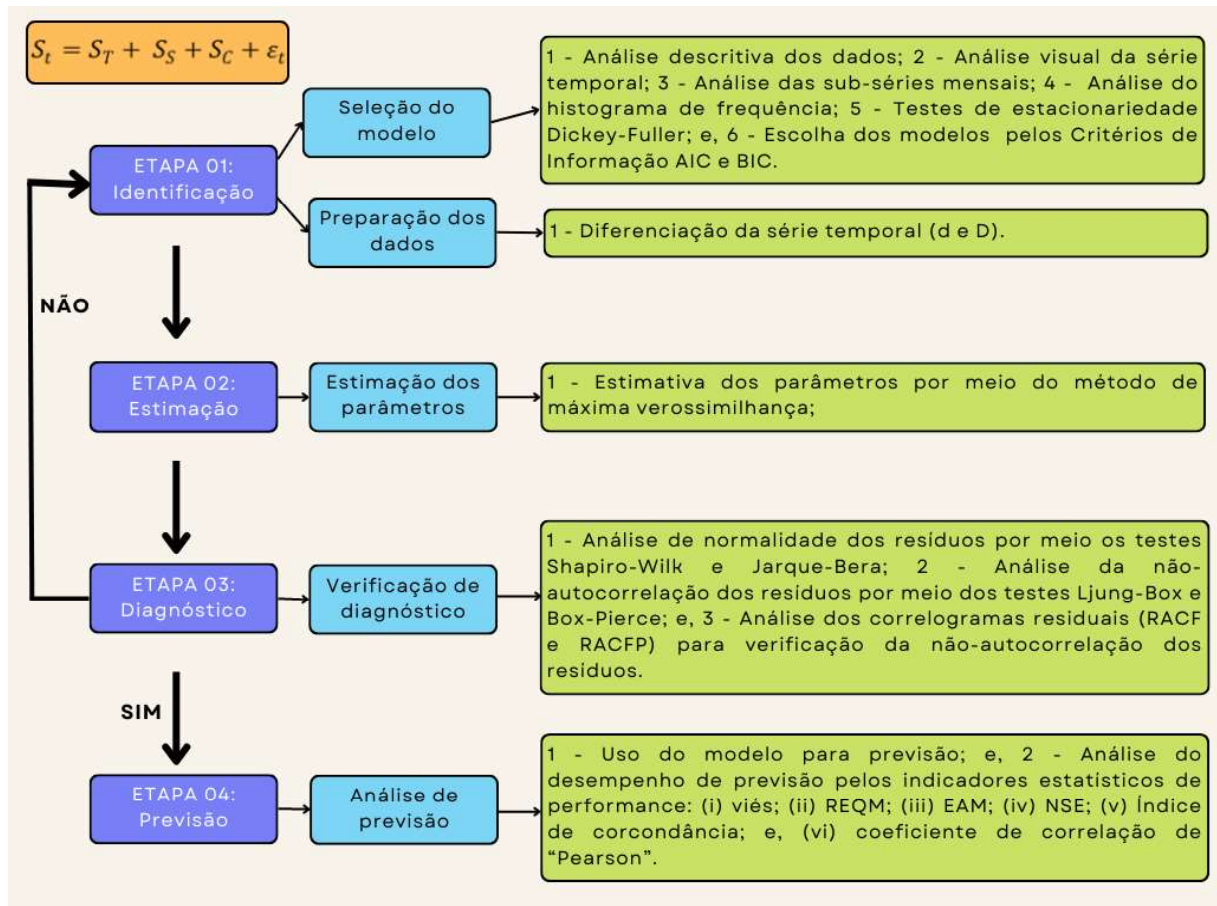 S_t = S_T + S_S + S_C + ε_t
1 - Análise descritiva dos dados; 2 - Análise visual da série
temporal; 3 - Análise das sub-séries mensais; 4 - Análise do
histograma de frequência; 5 - Testes de estacionariedade
Dickey-Fuller; e, 6 - Escolha dos modelos pelos Critérios de
Informação AIC e BIC.
Seleção do
modelo
ETAPA 01:
Identificação
Preparação dos
dados
1 - Diferenciação da série temporal (d e D).
NÃO
ETAPA 02:
Estimação
Estimação dos
parâmetros
1 - Estimativa dos parâmetros por meio do método de
máxima verossimilhança;
ETAPA 03:
Diagnóstico
Verificação de
diagnóstico
1 - Análise de normalidade dos resíduos por meio os testes
Shapiro-Wilk e Jarque-Bera; 2 - Análise da não-
autocorrelação dos resíduos por meio dos testes Ljung-Box e
Box-Pierce; e, 3 - Análise dos correlogramas residuais (RACF
e RACFP) para verificação da não-autocorrelação dos
resíduos.
SIM
ETAPA 04:
Previsão
Análise de
previsão
1 - Uso do modelo para previsão; e, 2 - Análise do
desempenho de previsão pelos indicadores estatísticos de
performance: (i) viés; (ii) REQM; (iii) EAM; (iv) NSE; (v) Índice
de corcondância; e, (vi) coeficiente de correlação de
“Pearson”.